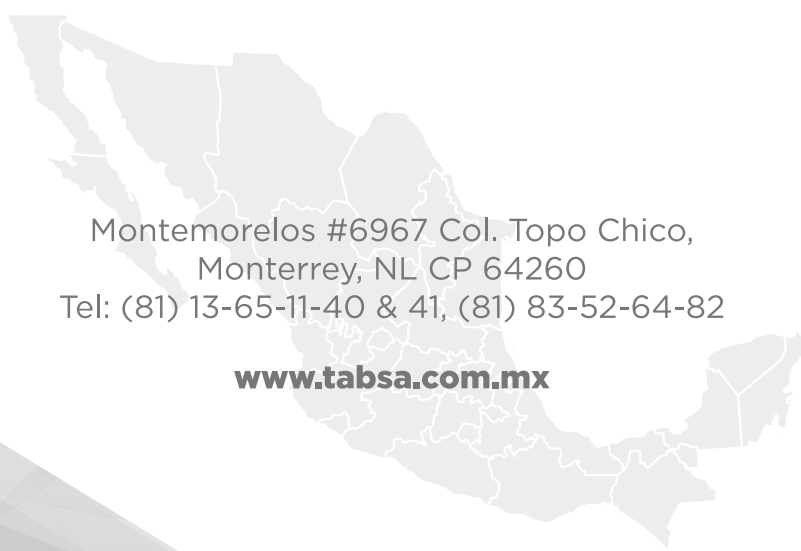 Montemorelos #6967 Col. Topo Chico,
Monterrey, NL CP 64260
Tel: (81) 13-65-11-40 & 41, (81) 83-52-64-82
www.tabsa.com.mx